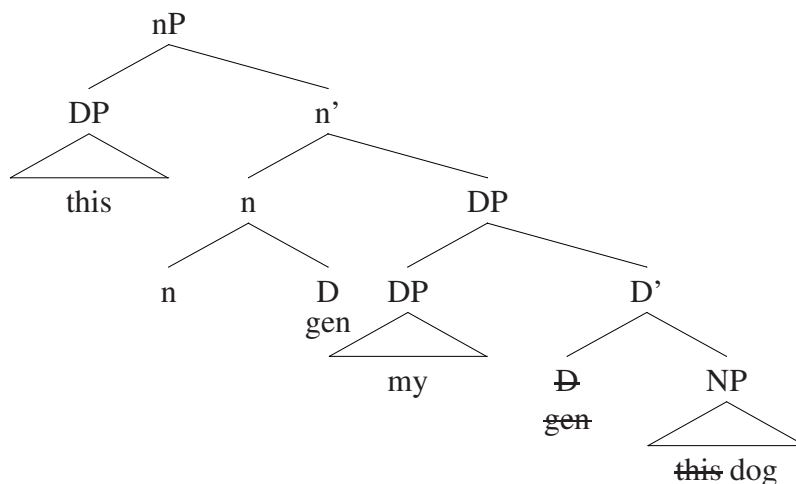 nP
DP n'
this n DP
n D DP D'
gen
my D NP
gen
this dog